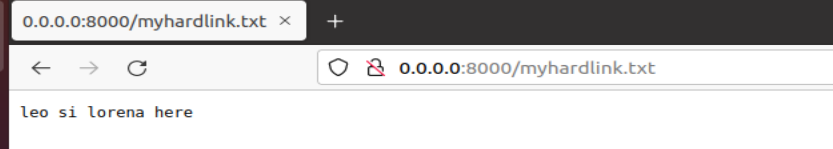 0.0.0.0:8000/myhardlink.txt
0.0.0.0:8000/myhardlink.txt
leo si lorena here